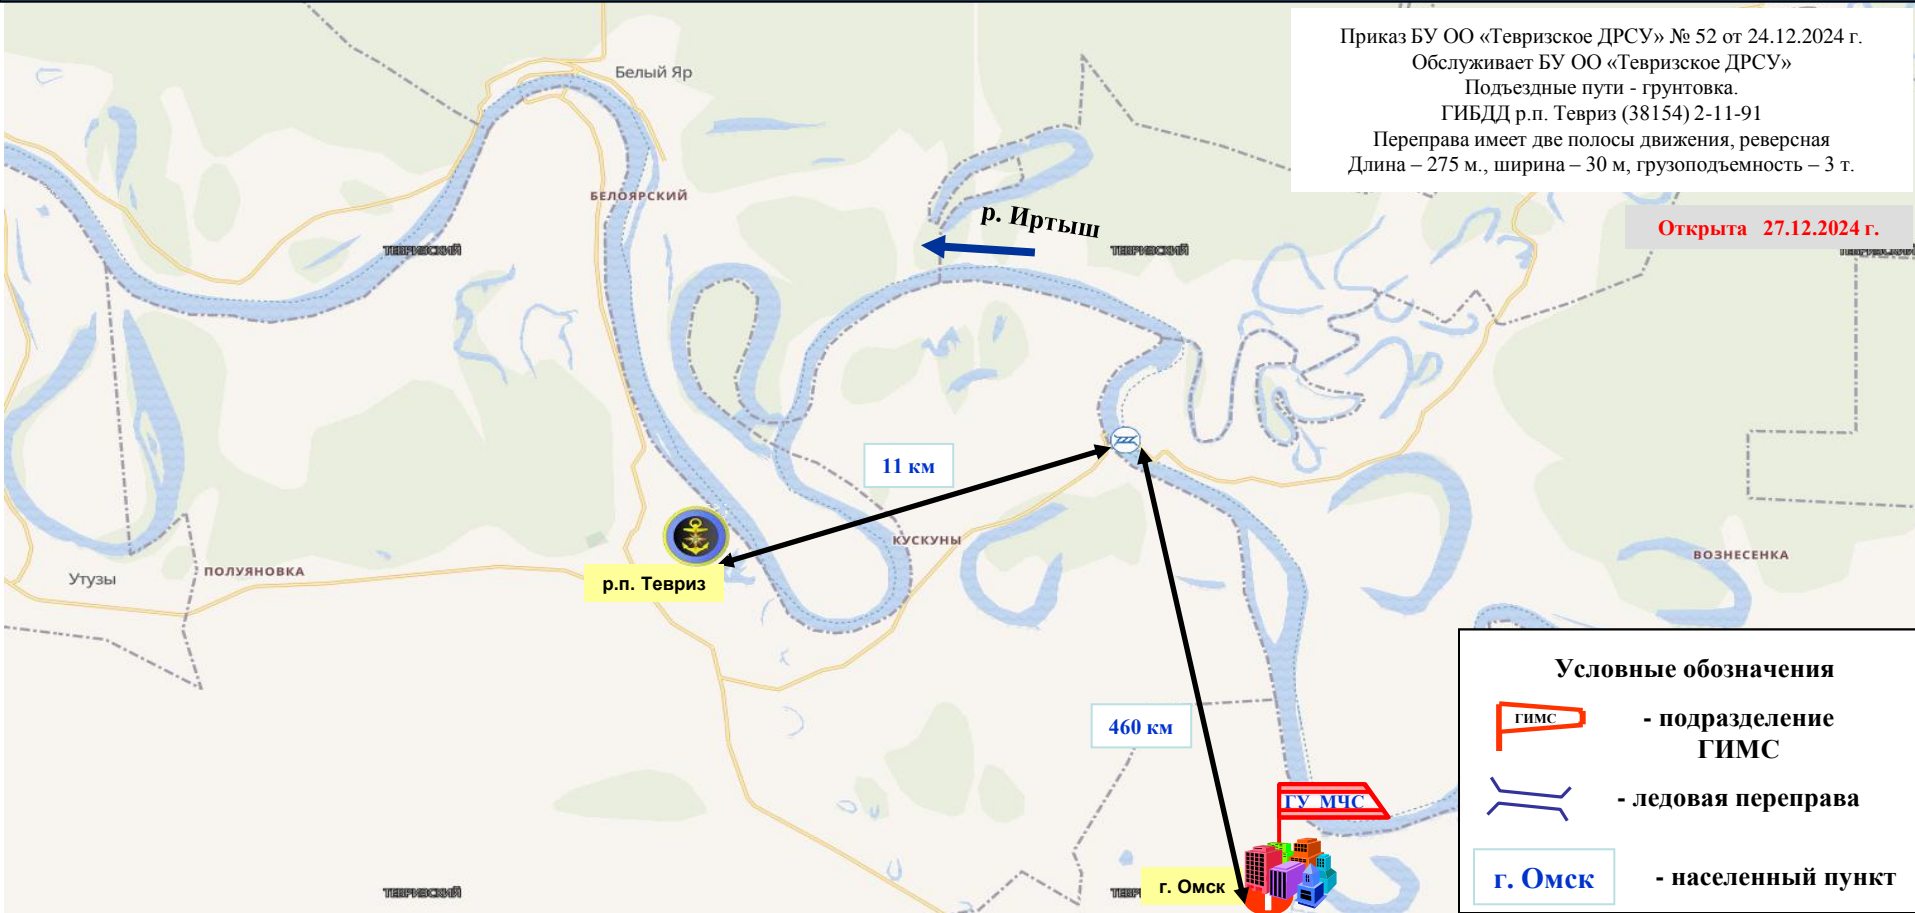 Приказ БУ ОО «Тевризское ДРСУ» № 52 от 24.12.2024 г.
Обслуживает БУ ОО «Тевризское ДРСУ»
Подъездные пути - грунтовка.
ГИБДД р.п. Тевриз (38154) 2-11-91
Переправа имеет две полосы движения, реверсная
Длина – 275 м., ширина – 30 м, грузоподъемность – 3 т.
Открыта 27.12.2024 г.
Белый Яр
БЕЛОЯРСКИЙ
р. Иртыш
ТЕВРИЗСКИЙ
ТЕВРИЗСКИЙ
ТЕВРИЗСКИЙ
11 км
КУСКУНЫ
ВОЗНЕСЕНКА
Утузы
ПОЛУЯНОВКА
р.п. Тевриз
460 км
ГУ МЧС
г. Омск
ТЕВРИЗСКИЙ
Условные обозначения
ГИМС
- подразделение
ГИМС
- ледовая переправа
г. Омск
- населенный пункт